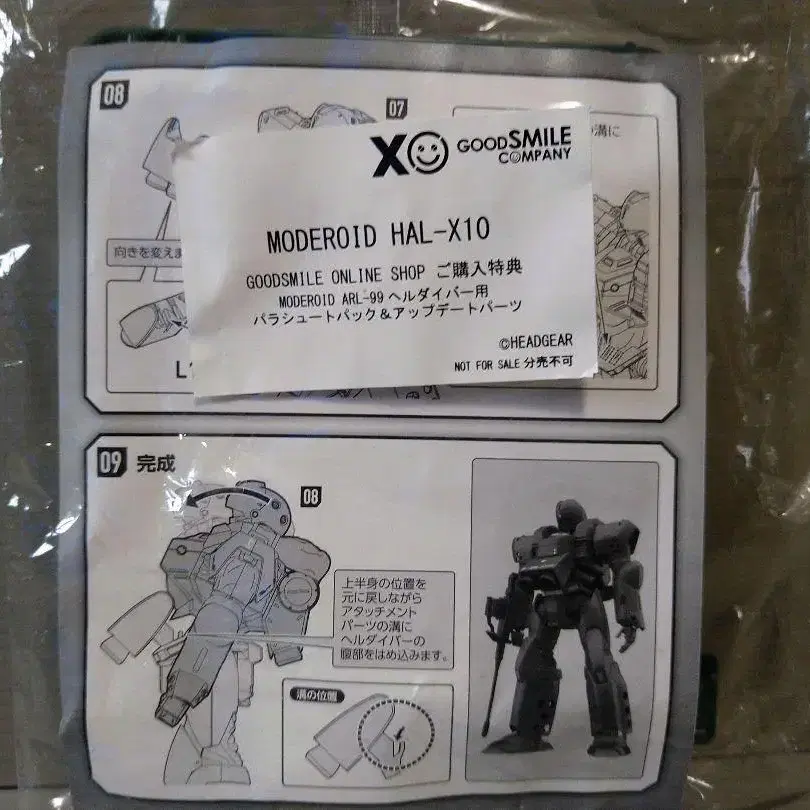 08
07
の溝に
XO GOODSMILE
COMPANY
MODEROID HAL-X10
GOODSMILE ONLINE SHOP ご購入特典
MODEROID ARL-99 ヘルダイバー用
パラシュートパック＆アップデートパーツ
©HEADGEAR
NOT FOR SALE 分売不可
向きを変えま
09 完成
08
上半身の位置を
元に戻しながら
アタッチメント
パーツの溝に
ヘルダイバーの
腹部をはめ込みます。
溝の位置